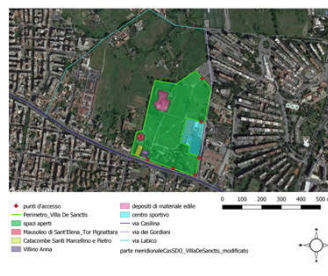 0 100 200 300 400 500 m
punti d'accesso
Perimetro_Villa De Sanctis
spazi aperti
Mausoleo di Sant'Elena_Tor Pignattara
Catacombe Santi Marcellino e Pietro
Villino Anna
depositi di materiale edile
centro sportivo
via Casilina
via dei Gordiani
via Labico
parte meridionaleCasSDO_VillaDeSanctis_modificato